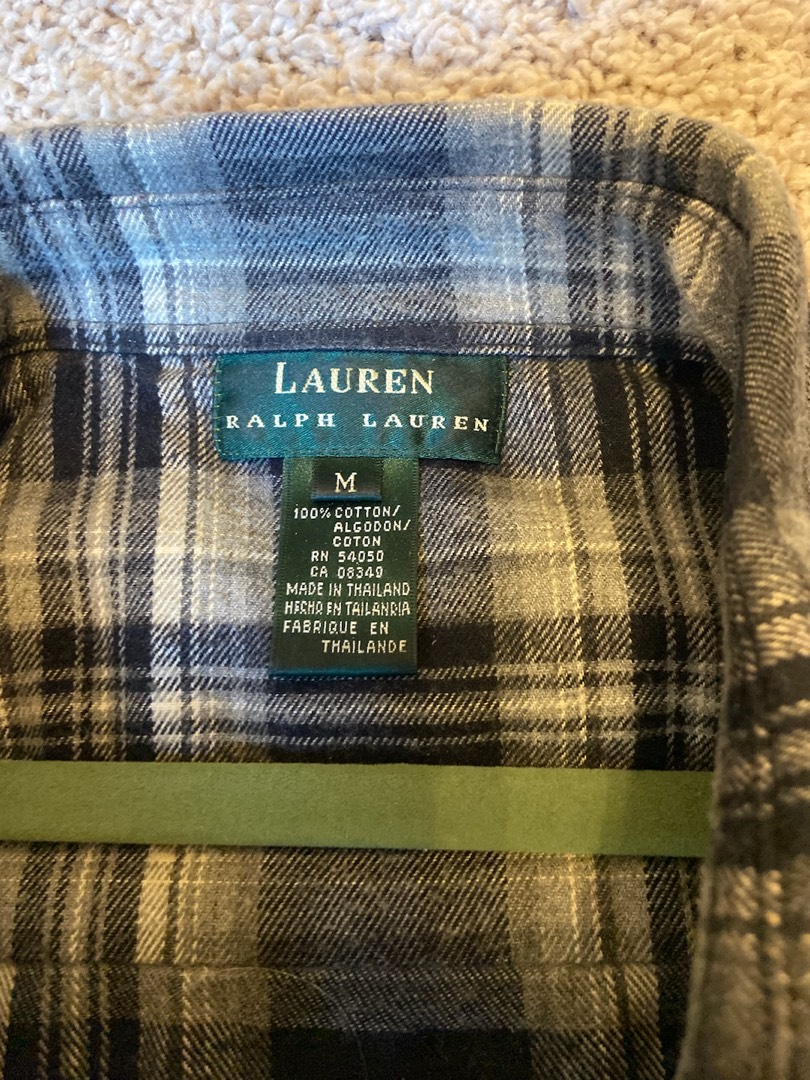 LAUREN
RALPH LAUREN
M
100% COTTON/
ALGODON/
COTON
RN 54050
CA 08349
MADE IN THAILAND
HECHO EN TAILANDIA
FABRIQUE EN
THAILANDE